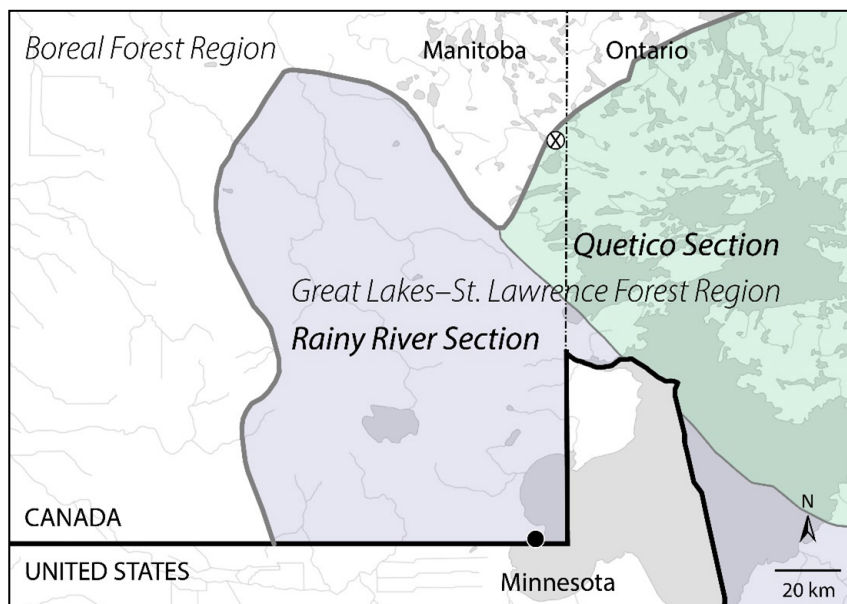 Boreal Forest Region
Manitoba
Ontario
Quetico Section
Great Lakes–St. Lawrence Forest Region
Rainy River Section
CANADA
N
UNITED STATES
Minnesota
20 km